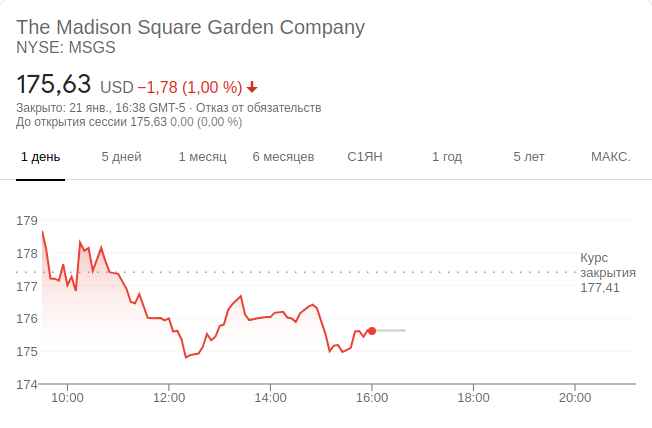 The Madison Square Garden Company
NYSE: MSGS
175,63 USD −1,78 (1,00 %)
Закрыто: 21 янв., 16:38 GMT-5 · Отказ от обязательств
До открытия сессии 175,63 0,00 (0,00 %)
1 день 5 дней 1 месяц 6 месяцев С1ЯН 1 год 5 лет МАКС.
179
178
177
176
175
174
Курс
закрытия
177,41
10:00 12:00 14:00 16:00 18:00 20:00